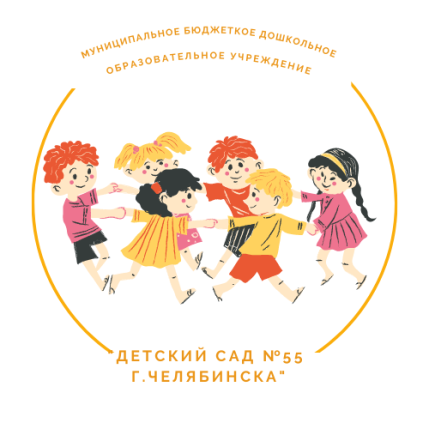 МУНИЦИПАЛЬНОЕ БЮДЖЕТКОЕ ДОШКОЛЬНОЕ
ОБРАЗОВАТЕЛЬНОЕ УЧРЕЖДЕНИЕ
"ДЕТСКИЙ САД №55
Г.ЧЕЛЯБИНСКА"